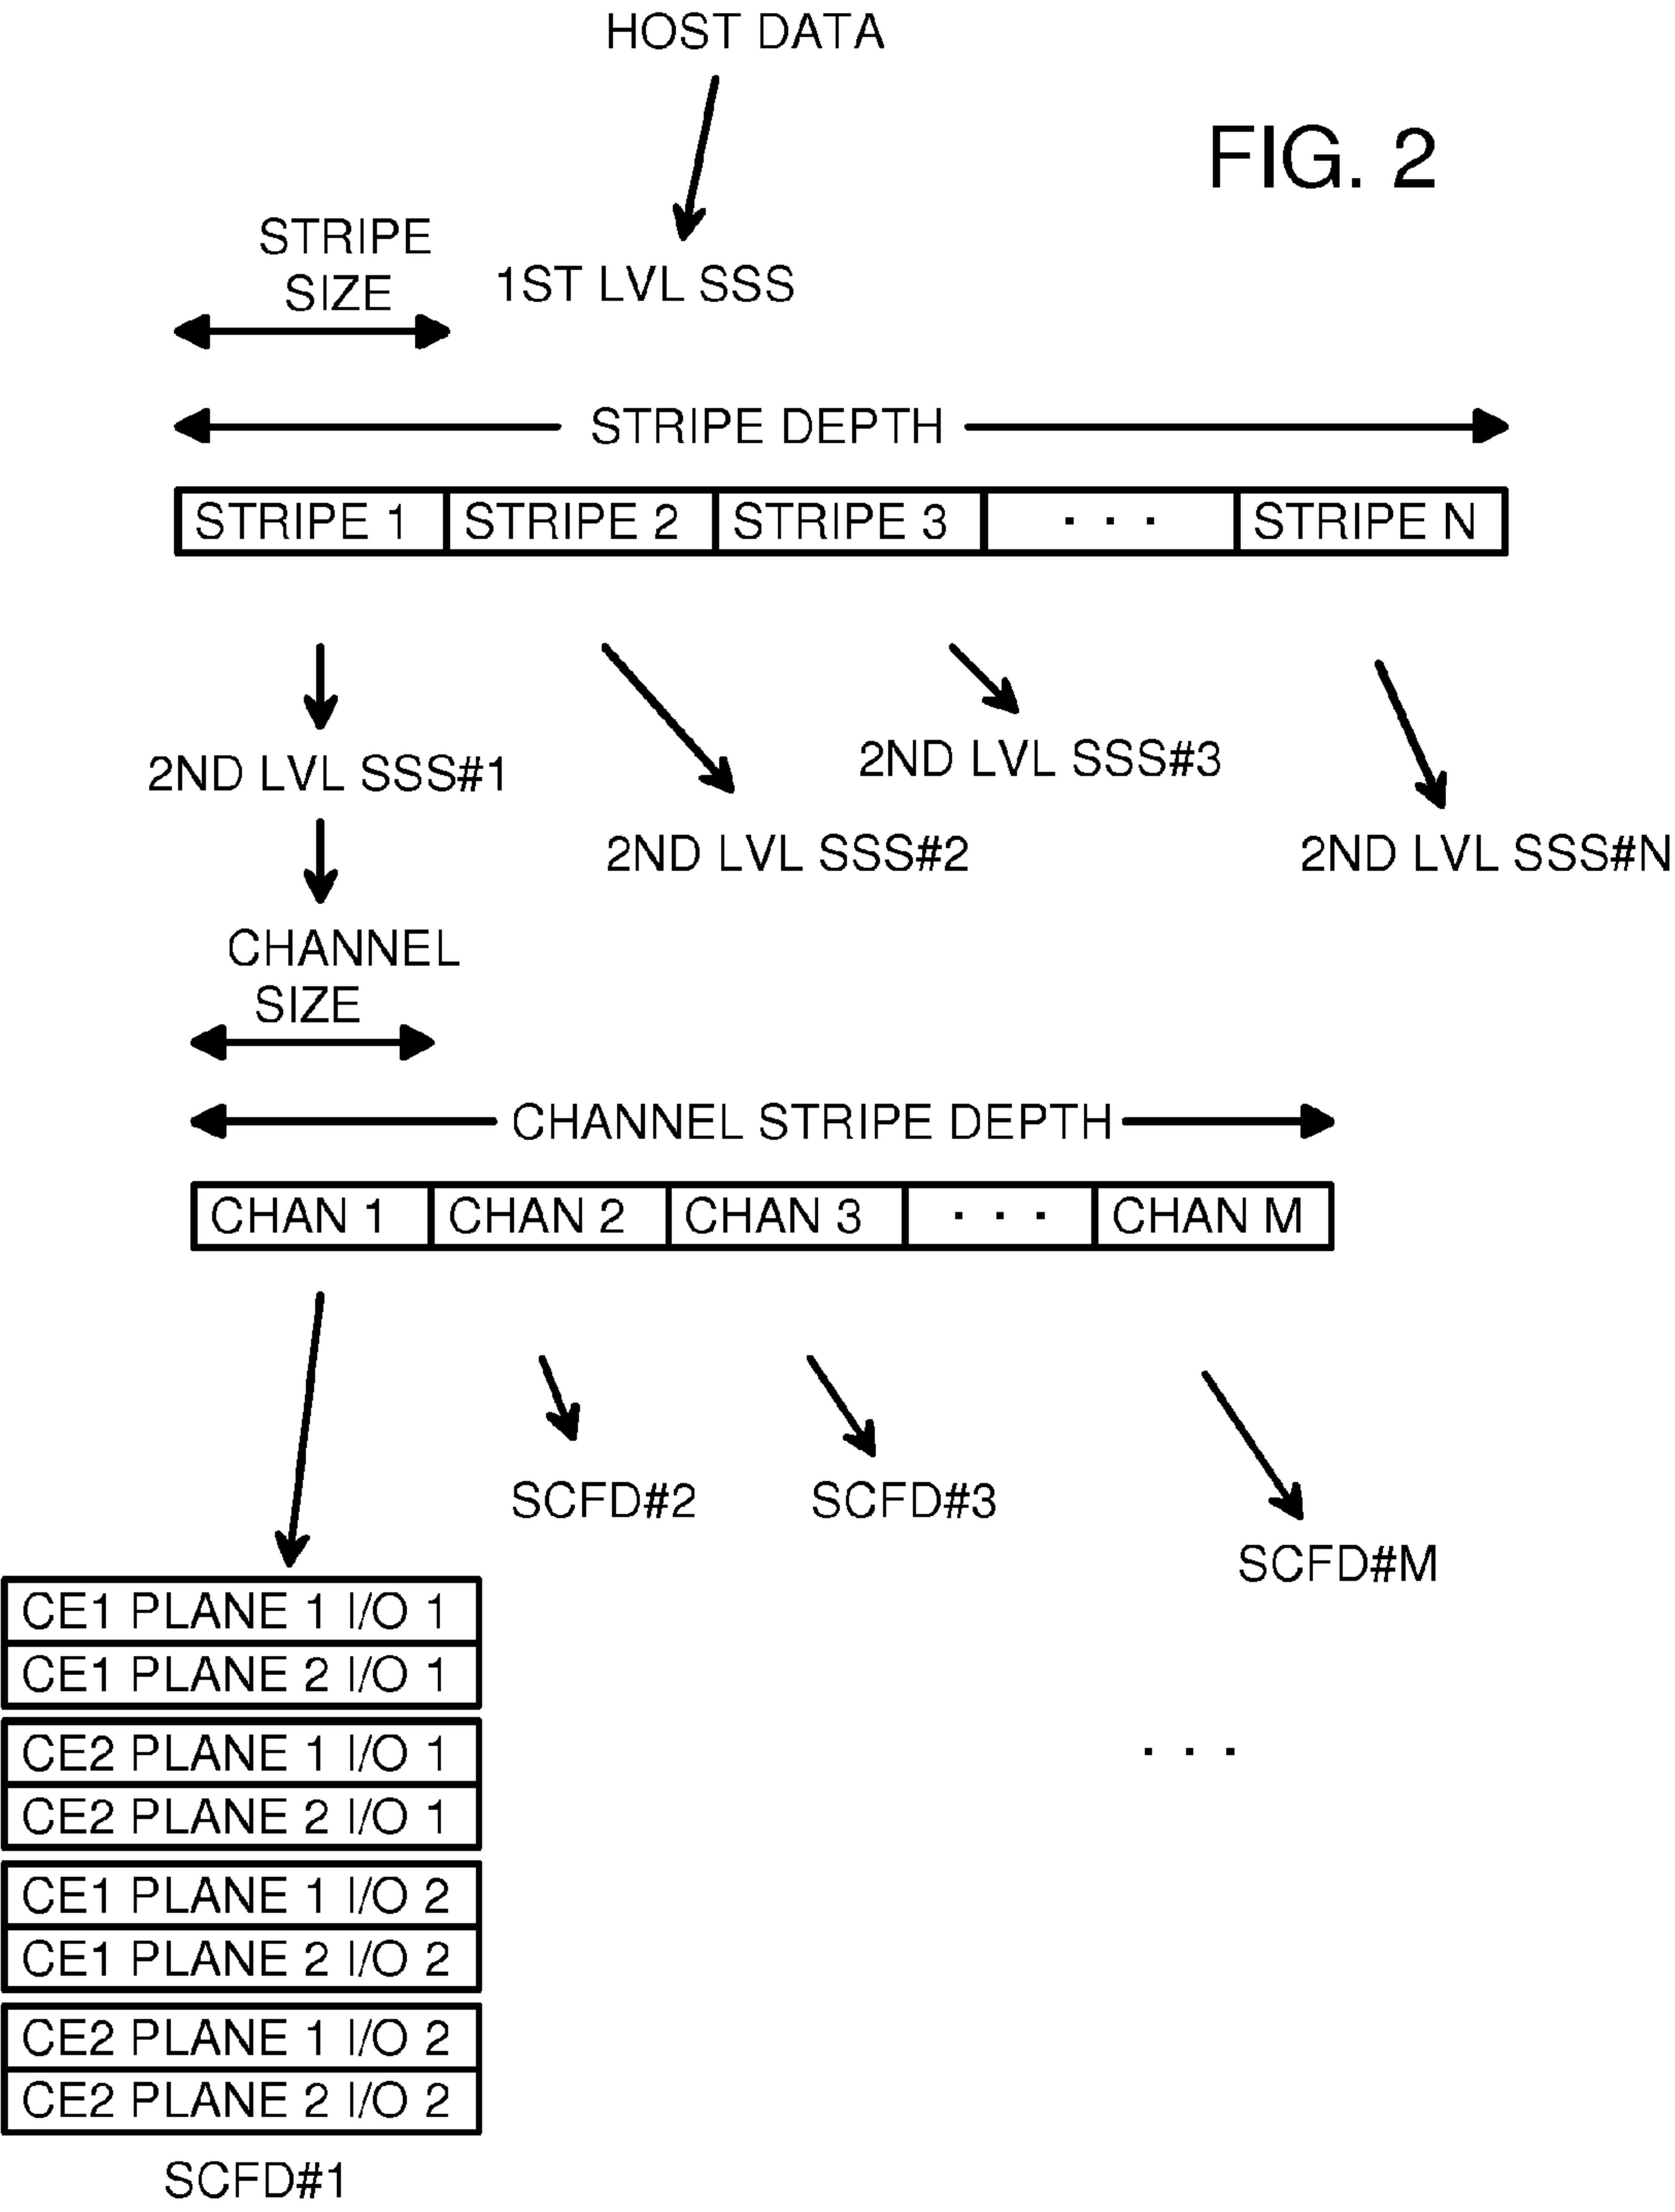 HOST DATA
FIG. 2
STRIPE
SIZE
1ST LVL SSS
STRIPE DEPTH
STRIPE 1 STRIPE 2 STRIPE 3 · · · STRIPE N
2ND LVL SSS#1
2ND LVL SSS#2
2ND LVL SSS#3
2ND LVL SSS#N
CHANNEL
SIZE
CHANNEL STRIPE DEPTH
CHAN 1 CHAN 2 CHAN 3 · · · CHAN M
SCFD#2
SCFD#3
SCFD#M
CE1 PLANE 1 I/O 1
CE1 PLANE 2 I/O 1
CE2 PLANE 1 I/O 1
CE2 PLANE 2 I/O 1
· · ·
CE1 PLANE 1 I/O 2
CE1 PLANE 2 I/O 2
CE2 PLANE 1 I/O 2
CE2 PLANE 2 I/O 2
SCFD#1